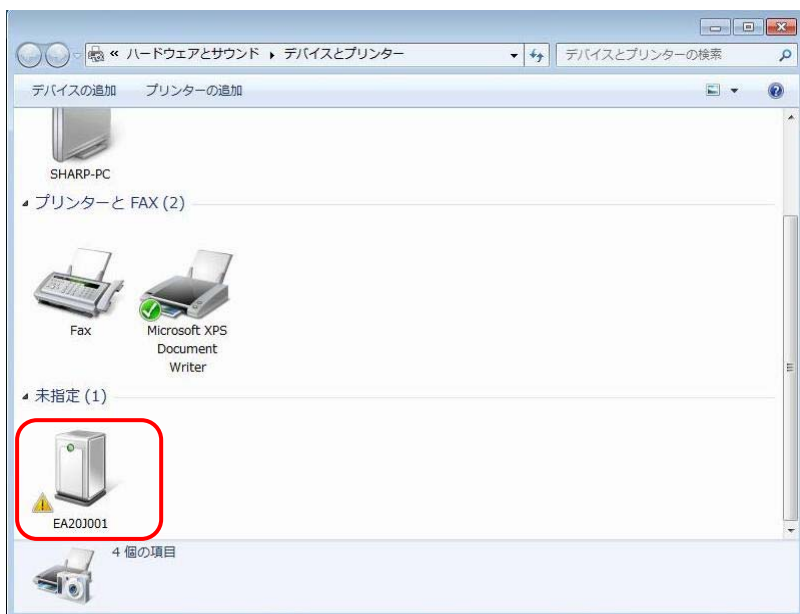 « ハードウェアとサウンド ▸ デバイスとプリンター
デバイスとプリンターの検索
デバイスの追加 プリンターの追加
SHARP-PC
プリンターと FAX (2)
Fax
Microsoft XPS
Document
Writer
未指定 (1)
EA20J001
4 個の項目